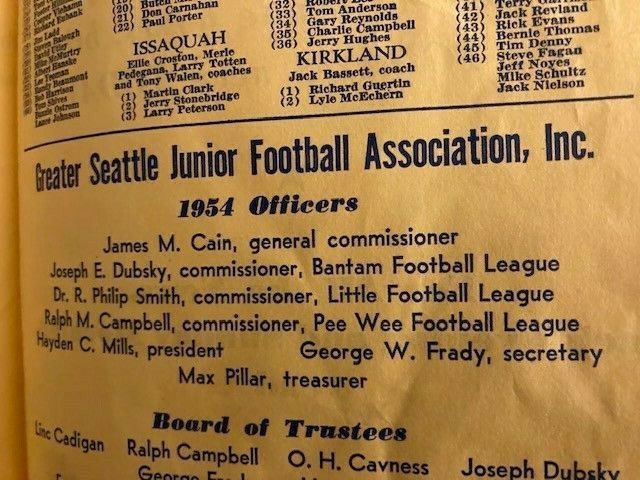 (21) Don Carnahan
(22) Paul Porter
ISSAQUAH
Ellie Croston, Merle
Pedegana, Larry Totten
and Tony Walen, coaches
(1) Martin Clark
(2) Jerry Stonebridge
(3) Larry Peterson
(33) Tom Anderson
(34) Gary Reynolds
(35) Charlie Campbell
(36) Jerry Hughes
KIRKLAND
Jack Bassett, coach
(1) Richard Guertin
(2) Lyle McEchern
(42) Jack Revland
(43) Rick Evans
(44) Bernie Thomas
(45) Tim Denny
(46) Steve Fagan
Jeff Noyes
Mike Schultz
Jack Nielson
Greater Seattle Junior Football Association, Inc.
1954 Officers
James M. Cain, general commissioner
Joseph E. Dubsky, commissioner, Bantam Football League
Dr. R. Philip Smith, commissioner, Little Football League
Ralph M. Campbell, commissioner, Pee Wee Football League
Hayden C. Mills, president George W. Frady, secretary
Max Pillar, treasurer
Board of Trustees
Linc Cadigan Ralph Campbell O. H. Cavness Joseph Dubsky